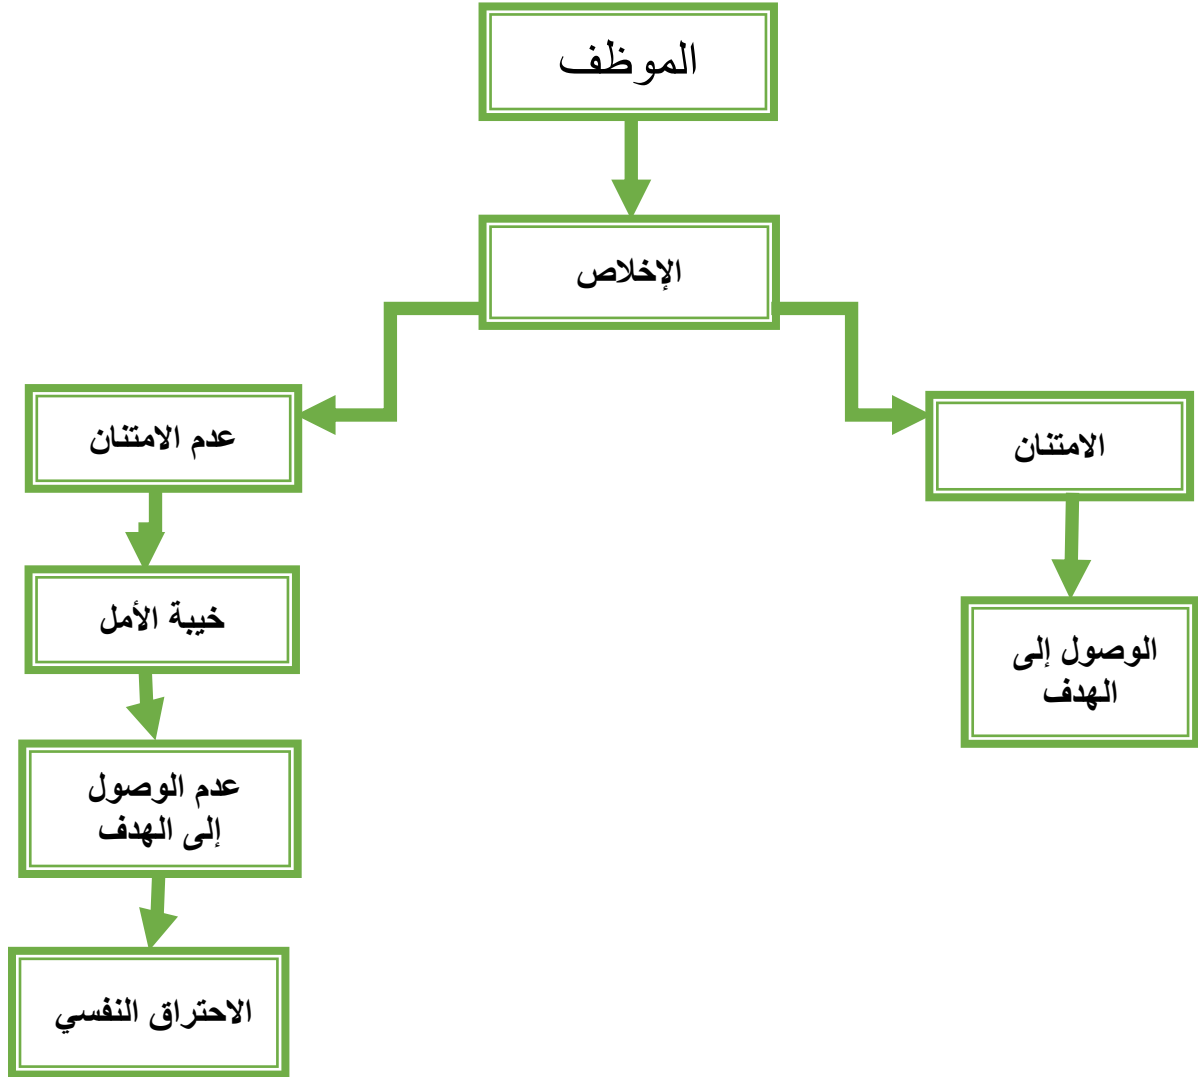 الموظف
الإخلاص
الامتنان
عدم الامتنان
خيبة الأمل
الوصول إلى
الهدف
عدم الوصول
إلى الهدف
الاحتراق النفسي